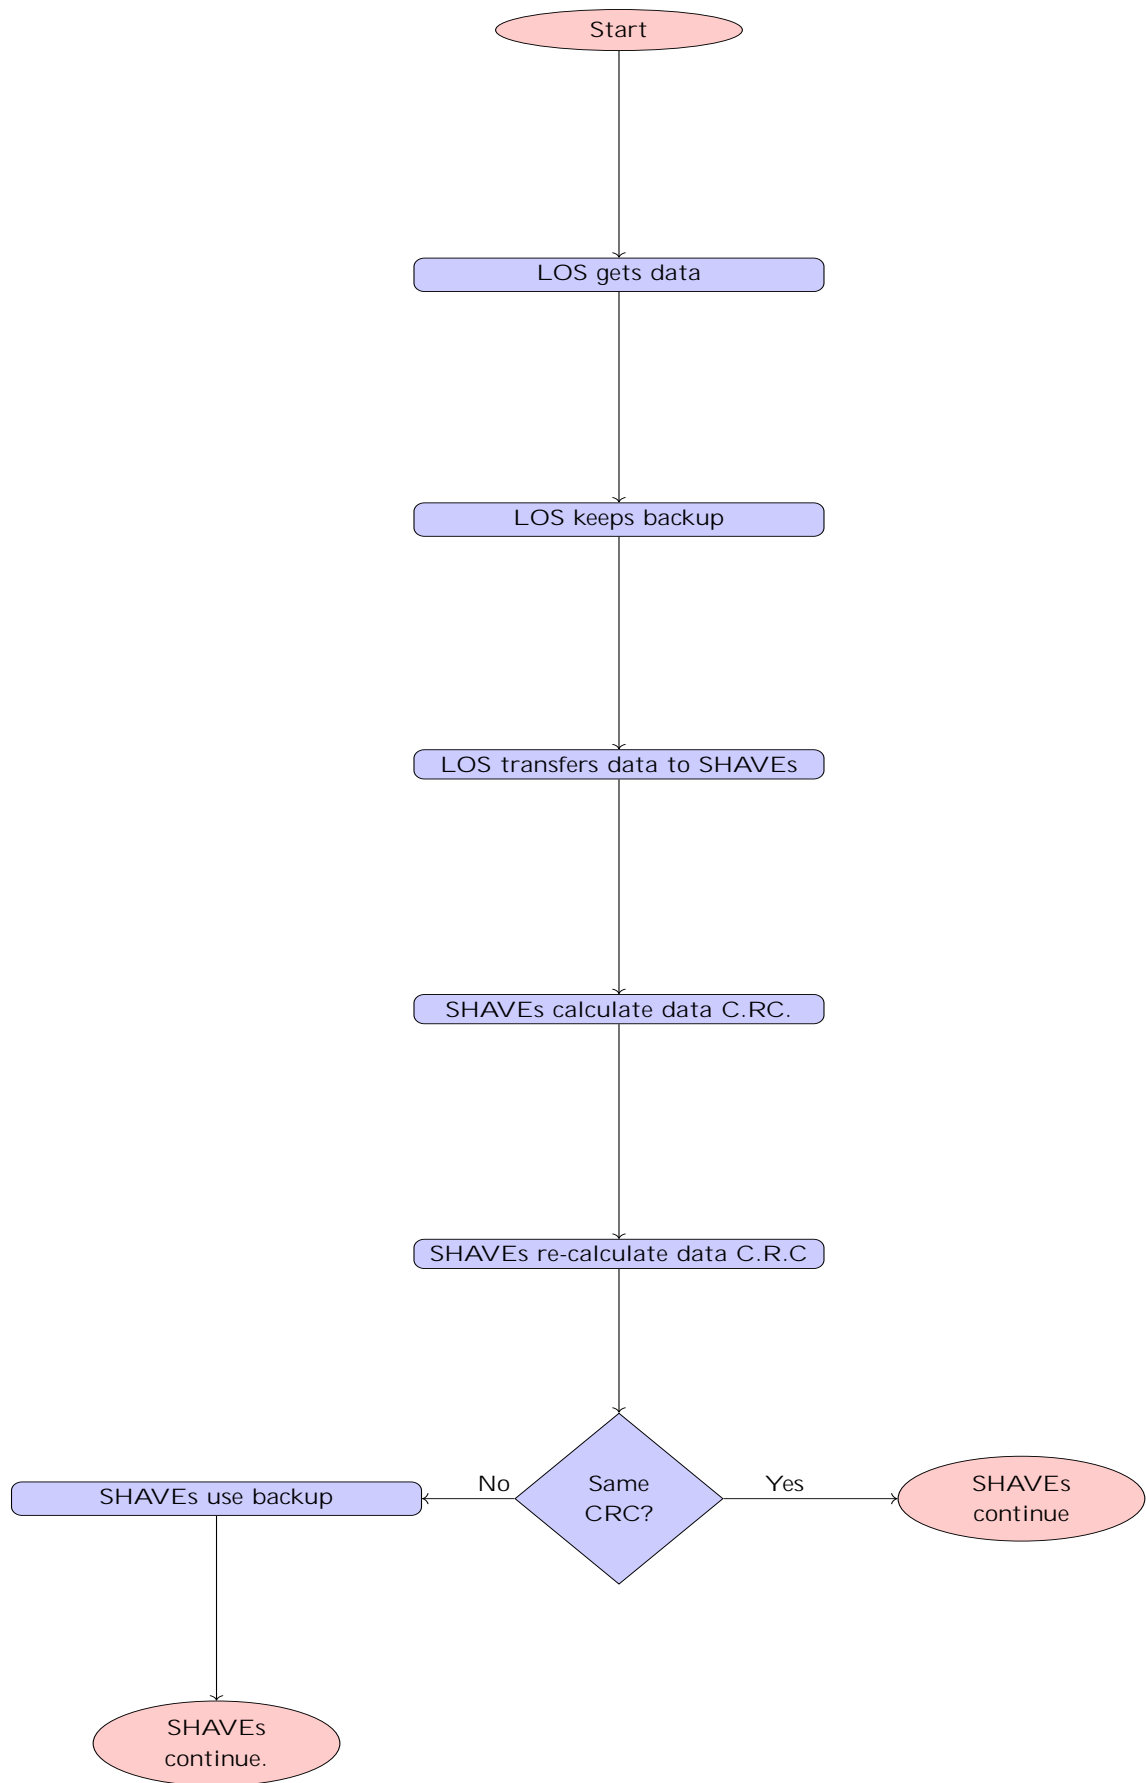 Start
LOS gets data
LOS keeps backup
LOS transfers data to SHAVEs
SHAVEs calculate data C.RC.
SHAVEs re-calculate data C.R.C
No
Same
CRC?
Yes
SHAVEs use backup
SHAVEs
continue
SHAVEs
continue.